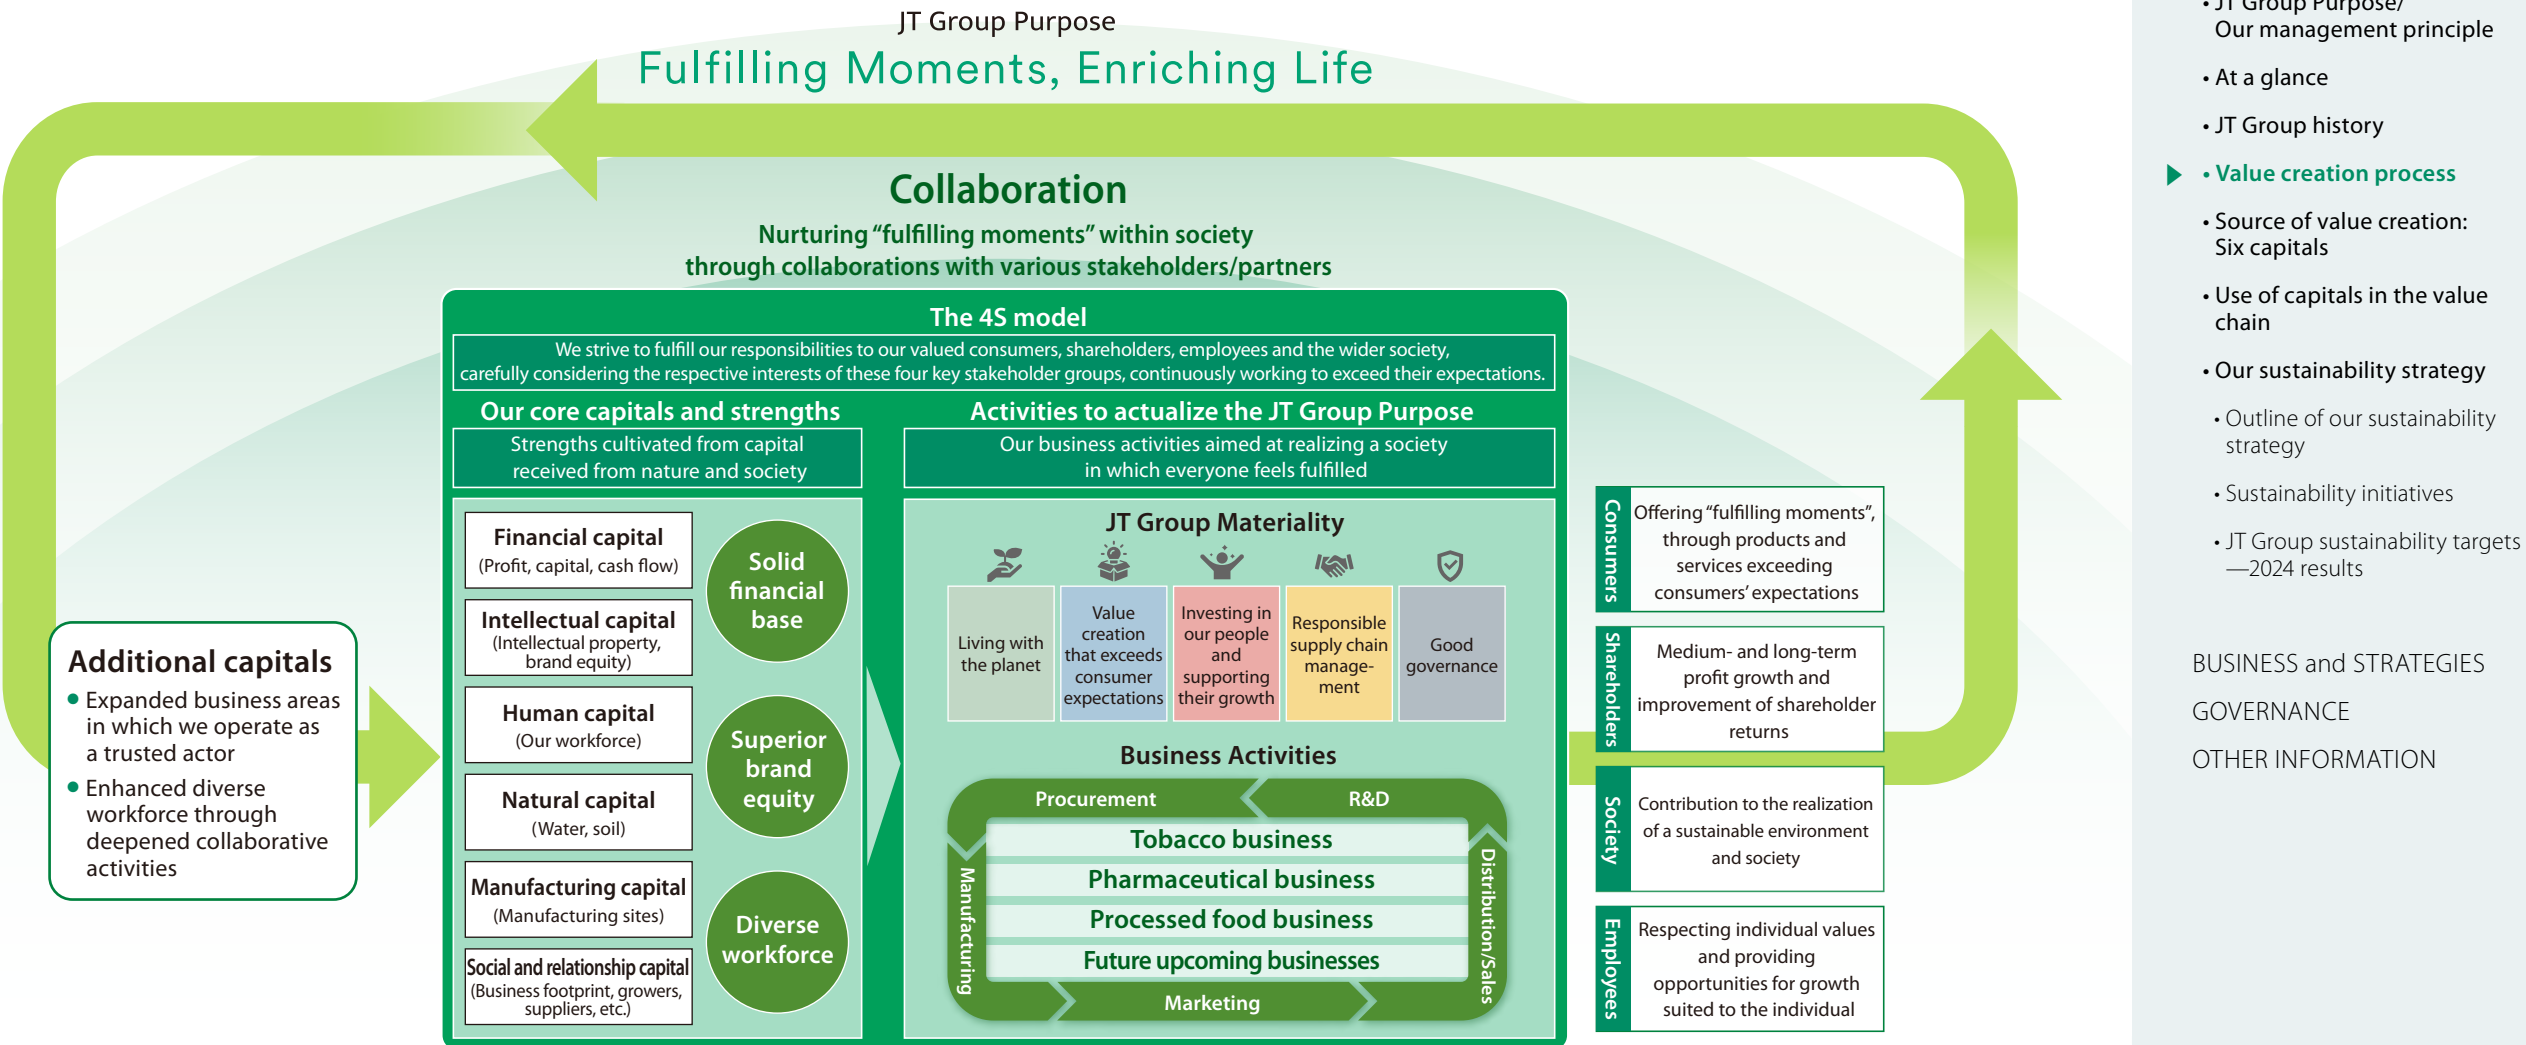 JT Group Purpose
Fulfilling Moments, Enriching Life
Collaboration
Nurturing “fulfilling moments” within society
through collaborations with various stakeholders/partners
The 4S model
We strive to fulfill our responsibilities to our valued consumers, shareholders, employees and the wider society,
carefully considering the respective interests of these four key stakeholder groups, continuously working to exceed their expectations.
Additional capitals
• Expanded business areas
in which we operate as
a trusted actor
• Enhanced diverse
workforce through
deepened collaborative
activities
Our core capitals and strengths
Strengths cultivated from capital
received from nature and society
Financial capital
(Profit, capital, cash flow)
Intellectual capital
(Intellectual property,
brand equity)
Human capital
(Our workforce)
Natural capital
(Water, soil)
Manufacturing capital
(Manufacturing sites)
Social and relationship capital
(Business footprint, growers,
suppliers, etc.)
Solid
financial
base
Superior
brand
equity
Diverse
workforce
Activities to actualize the JT Group Purpose
Our business activities aimed at realizing a society
in which everyone feels fulfilled
JT Group Materiality
Living with
the planet
Value
creation
that exceeds
consumer
expectations
Investing in
our people
and
supporting
their growth
Responsible
supply chain
manage-
ment
Good
governance
Business Activities
Procurement
R&D
Manufacturing
Tobacco business
Pharmaceutical business
Processed food business
Future upcoming businesses
Distribution/Sales
Marketing
Consumers
Offering “fulfilling moments”,
through products and
services exceeding
consumers’ expectations
Shareholders
Medium- and long-term
profit growth and
improvement of shareholder
returns
Society
Contribution to the realization
of a sustainable environment
and society
Employees
Respecting individual values
and providing
opportunities for growth
suited to the individual
• JT Group Purpose/
Our management principle
• At a glance
• JT Group history
• Value creation process
• Source of value creation:
Six capitals
• Use of capitals in the value
chain
• Our sustainability strategy
• Outline of our sustainability
strategy
• Sustainability initiatives
• JT Group sustainability targets
—2024 results
BUSINESS and STRATEGIES
GOVERNANCE
OTHER INFORMATION